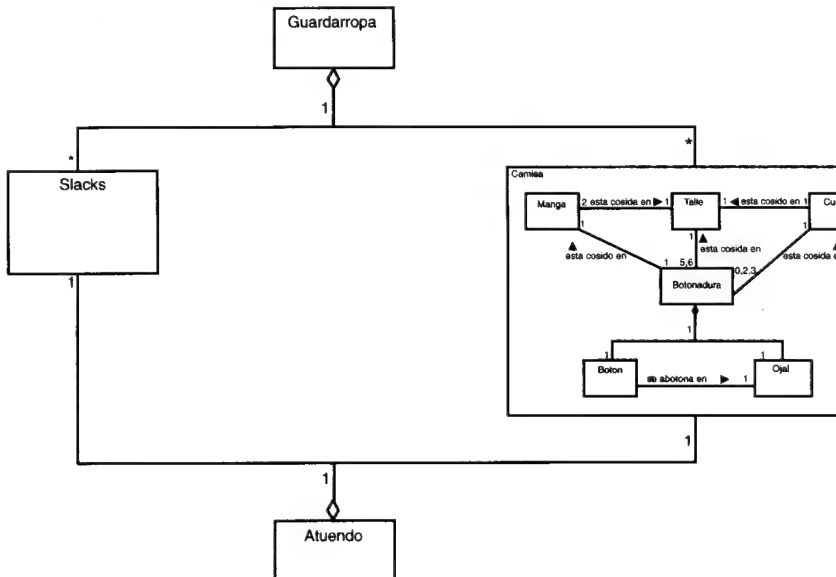 Guardarropa
1
*
*
Slacks
Camisa
Manga
2 esta cosida en ▶ 1
Talle
1 ◀ esta cosido en 1
Cu
1
1
1
esta cosido en
esta cosida en
esta cosida e
1
5,6
0,2,3
Botonadura
1
1
1
1
Boton
se abotona en ▶ 1
Ojal
1
1
Atuendo